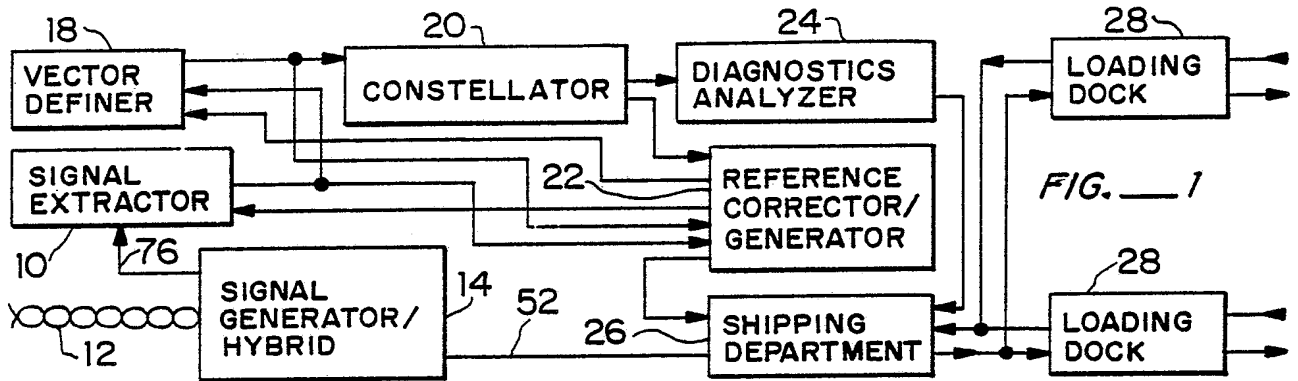 18
VECTOR
DEFINER
20
CONSTELLATOR
24
DIAGNOSTICS
ANALYZER
28
LOADING
DOCK
SIGNAL
EXTRACTOR
10
76
22
REFERENCE
CORRECTOR/
GENERATOR
FIG. __ 1
12
SIGNAL
GENERATOR/
HYBRID
14
52
26
SHIPPING
DEPARTMENT
28
LOADING
DOCK